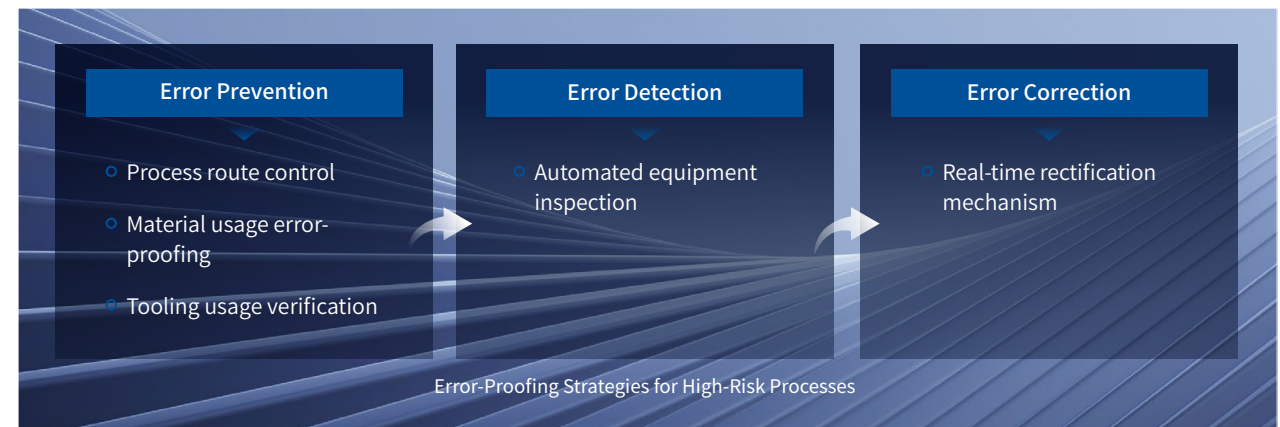 Error Prevention
Process route control
Material usage error-
proofing
Tooling usage verification
Error Detection
Automated equipment
inspection
Error Correction
Real-time rectification
mechanism
Error-Proofing Strategies for High-Risk Processes